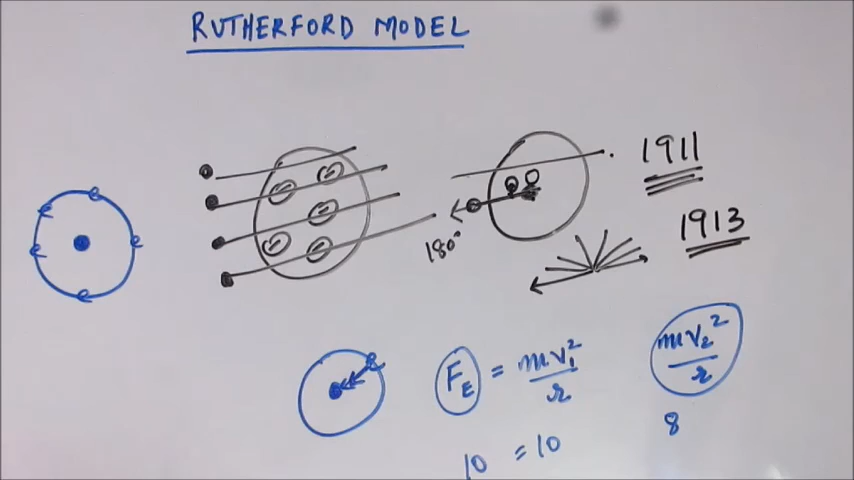 RUTHERFORD MODEL
1911
1913
180°
e e e e e
e
F_E = mv₁²/r
mv₂²/r
10 = 10
8